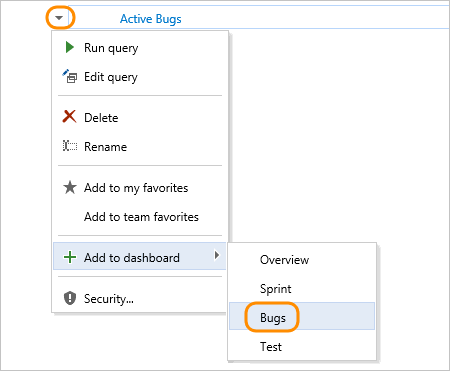 Active Bugs
Run query
Edit query
Delete
Rename
Add to my favorites
Add to team favorites
Add to dashboard
Security...
Overview
Sprint
Bugs
Test